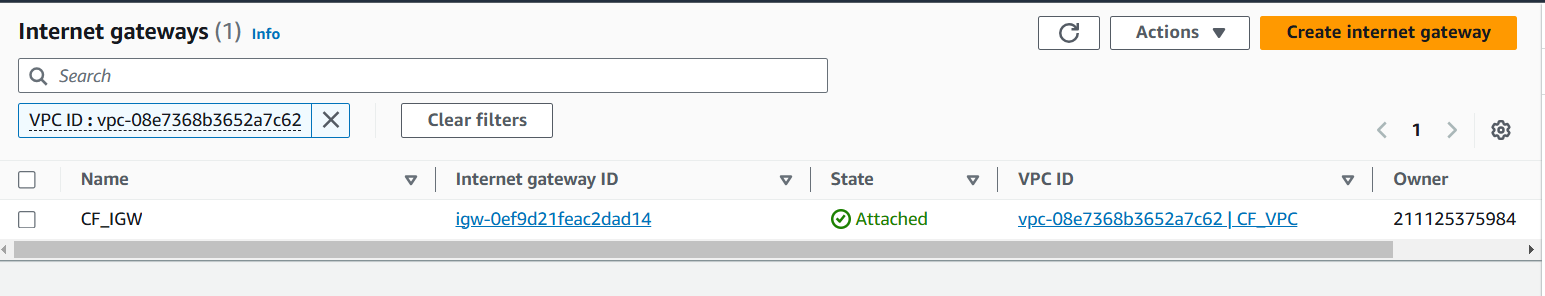 Internet gateways (1) Info
Actions
Create internet gateway
Search
VPC ID : vpc-08e7368b3652a7c62
Clear filters
1
Name Internet gateway ID State VPC ID Owner
CF_IGW igw-0ef9d21feac2dad14 Attached vpc-08e7368b3652a7c62 | CF_VPC 211125375984